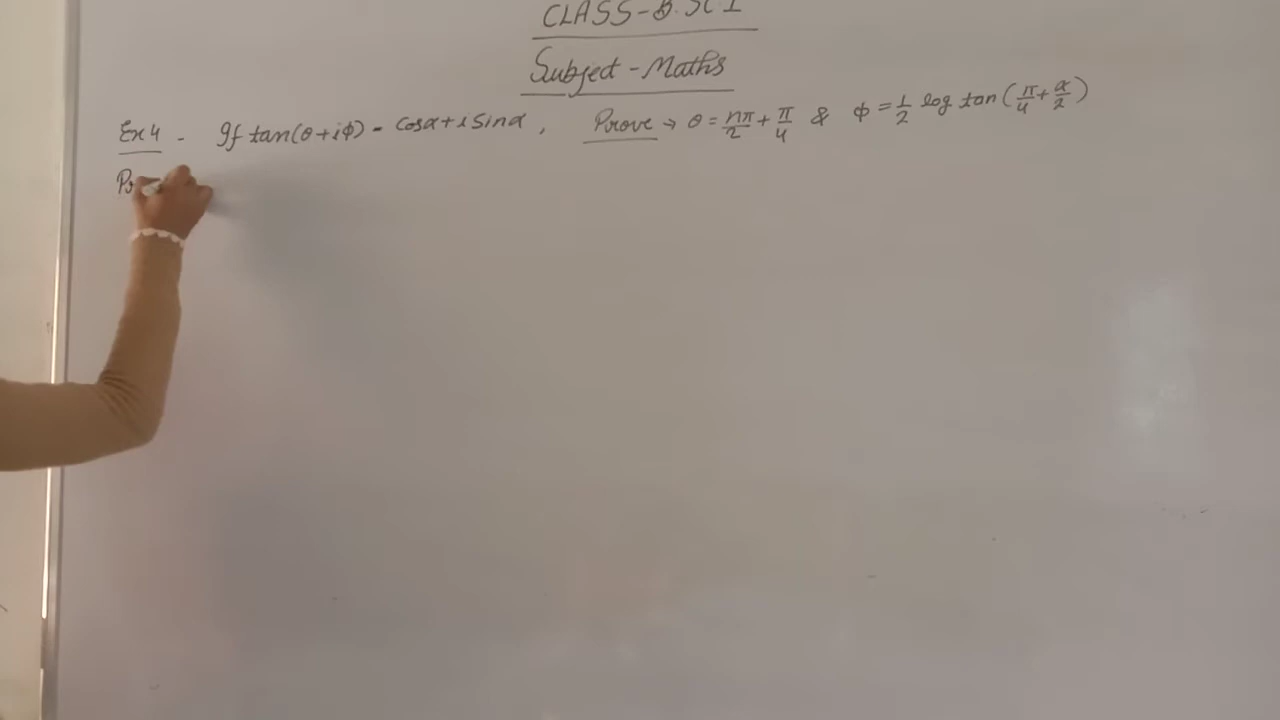 CLASS-B.SC.I
Subject - Maths
Ex 4 - If tan(θ+iϕ) = cosα+i sinα, Prove → θ = nπ/2 + π/4 & ϕ = 1/2 log tan(π/4 + α/2)